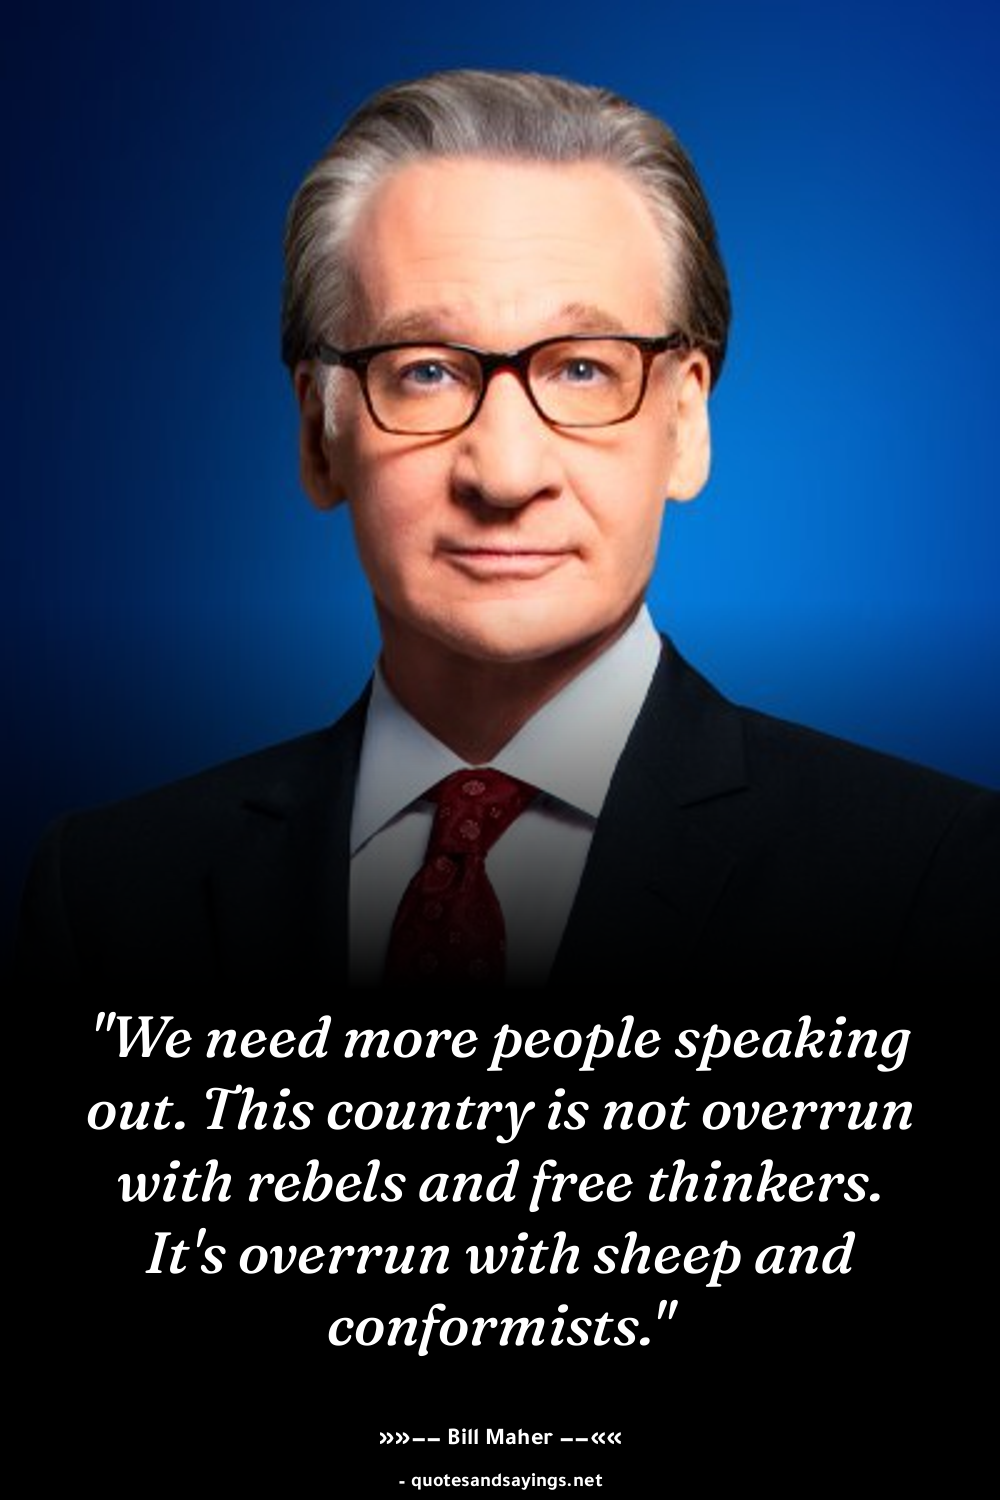 "We need more people speaking
out. This country is not overrun
with rebels and free thinkers.
It's overrun with sheep and
conformists."
»»−− Bill Maher −−««
- quotesandsayings.net